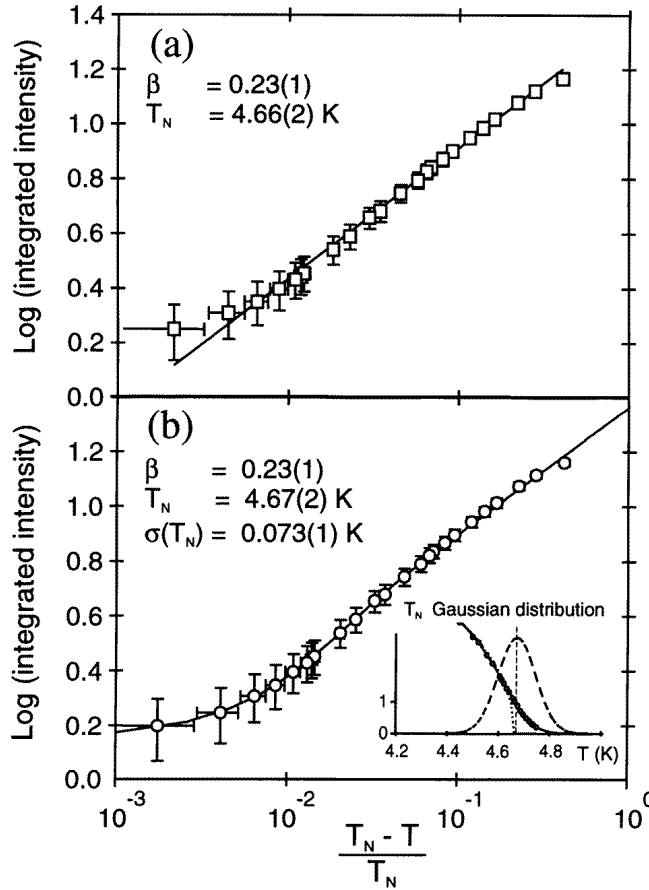 1.4
(a)
β = 0.23(1)
T_N = 4.66(2) K
1.2
1.0
0.8
0.6
0.4
0.2
0.0
Log (integrated intensity)
(b)
β = 0.23(1)
T_N = 4.67(2) K
σ(T_N) = 0.073(1) K
1.2
1.0
0.8
0.6
0.4
0.2
0.0
Log (integrated intensity)
T_N Gaussian distribution
1
0
4.2 4.4 4.6 4.8 T (K)
10^-3 10^-2 10^-1 10^0
T_N - T
T_N